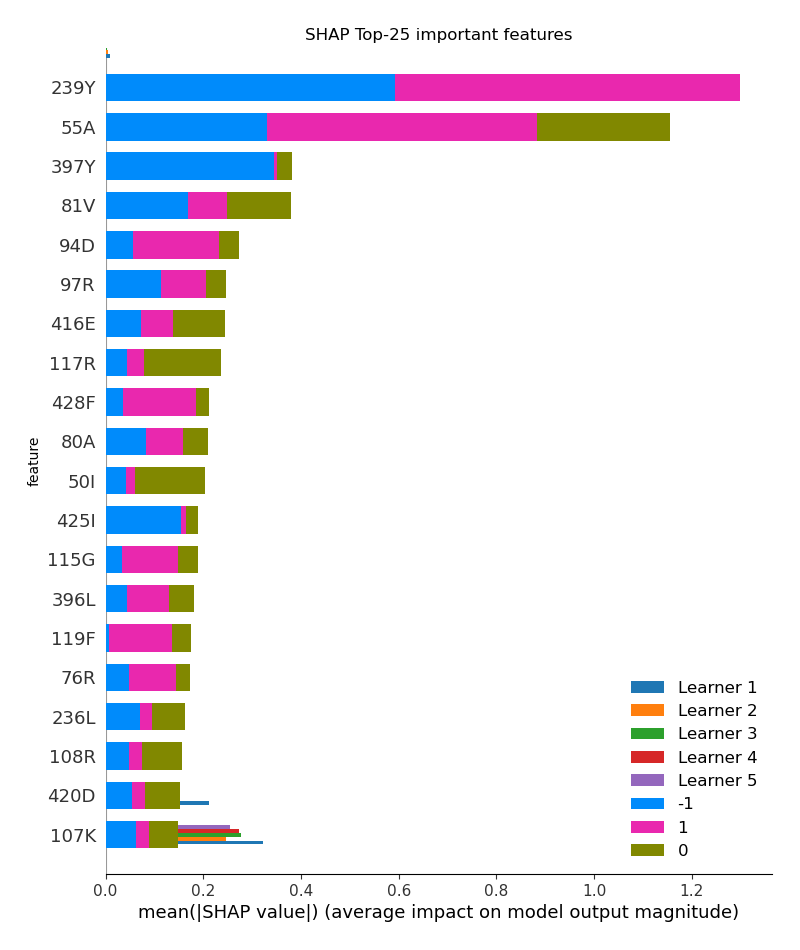 SHAP Top-25 important features
239Y
55A
397Y
81V
94D
97R
416E
117R
428F
80A
50I
425I
115G
396L
119F
76R
236L
108R
420D
107K
feature
Learner 1
Learner 2
Learner 3
Learner 4
Learner 5
-1
1
0
0.0 0.2 0.4 0.6 0.8 1.0 1.2
mean(|SHAP value|) (average impact on model output magnitude)